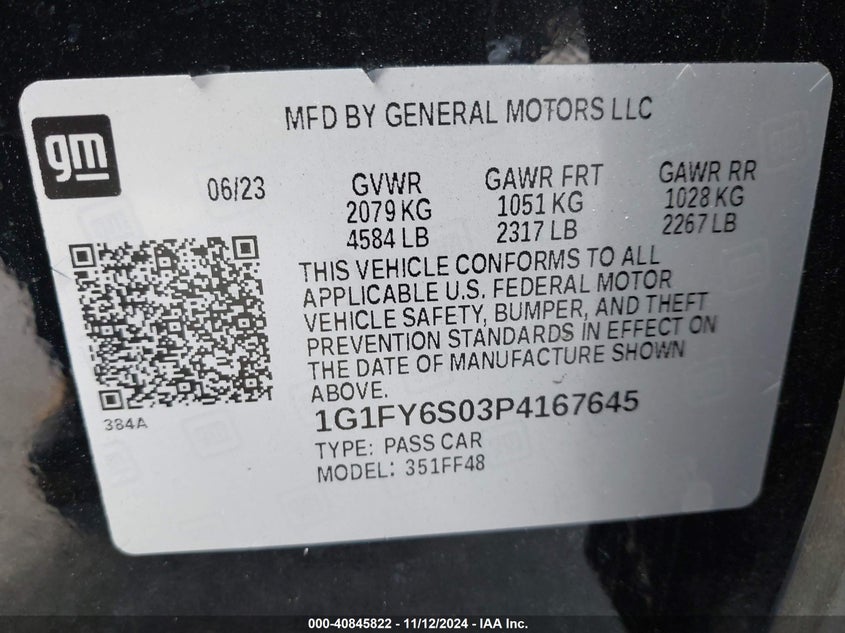 MFD BY GENERAL MOTORS LLC
gm
06/23
GVWR
2079 KG
4584 LB
GAWR FRT
1051 KG
2317 LB
GAWR RR
1028 KG
2267 LB
THIS VEHICLE CONFORMS TO ALL
APPLICABLE U.S. FEDERAL MOTOR
VEHICLE SAFETY, BUMPER, AND THEFT
PREVENTION STANDARDS IN EFFECT ON
THE DATE OF MANUFACTURE SHOWN
ABOVE.
384A
1G1FY6S03P4167645
TYPE: PASS CAR
MODEL: 351FF48
000-40845822 - 11/12/2024 - IAA Inc.